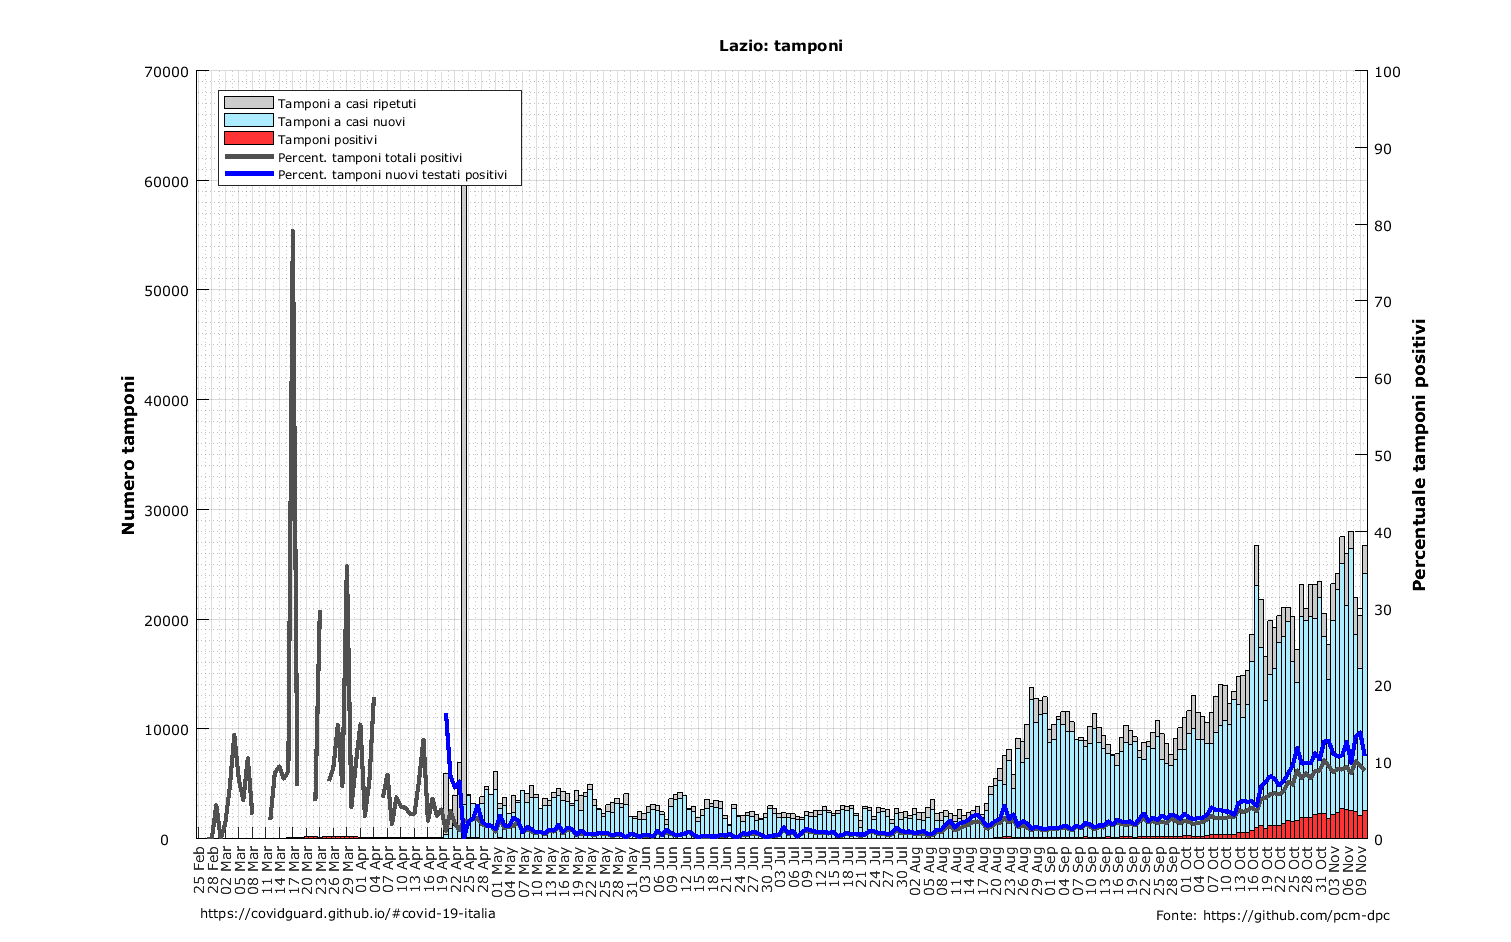 Lazio: tamponi
Tamponi a casi ripetuti
Tamponi a casi nuovi
Tamponi positivi
Percent. tamponi totali positivi
Percent. tamponi nuovi testati positivi
Numero tamponi
70000
60000
50000
40000
30000
20000
10000
0
Percentuale tamponi positivi
100
90
80
70
60
50
40
30
20
10
0
25 Feb
28 Feb
02 Mar
05 Mar
08 Mar
11 Mar
14 Mar
17 Mar
20 Mar
23 Mar
26 Mar
29 Mar
01 Apr
04 Apr
07 Apr
10 Apr
13 Apr
16 Apr
19 Apr
22 Apr
25 Apr
28 Apr
01 May
04 May
07 May
10 May
13 May
16 May
19 May
22 May
25 May
28 May
31 May
03 Jun
06 Jun
09 Jun
12 Jun
15 Jun
18 Jun
21 Jun
24 Jun
27 Jun
30 Jun
03 Jul
06 Jul
09 Jul
12 Jul
15 Jul
18 Jul
21 Jul
24 Jul
27 Jul
30 Jul
02 Aug
05 Aug
08 Aug
11 Aug
14 Aug
17 Aug
20 Aug
23 Aug
26 Aug
29 Aug
01 Sep
04 Sep
07 Sep
10 Sep
13 Sep
16 Sep
19 Sep
22 Sep
25 Sep
28 Sep
01 Oct
04 Oct
07 Oct
10 Oct
13 Oct
16 Oct
19 Oct
22 Oct
25 Oct
28 Oct
31 Oct
03 Nov
06 Nov
09 Nov
https://covidguard.github.io/#covid-19-italia
Fonte: https://github.com/pcm-dpc